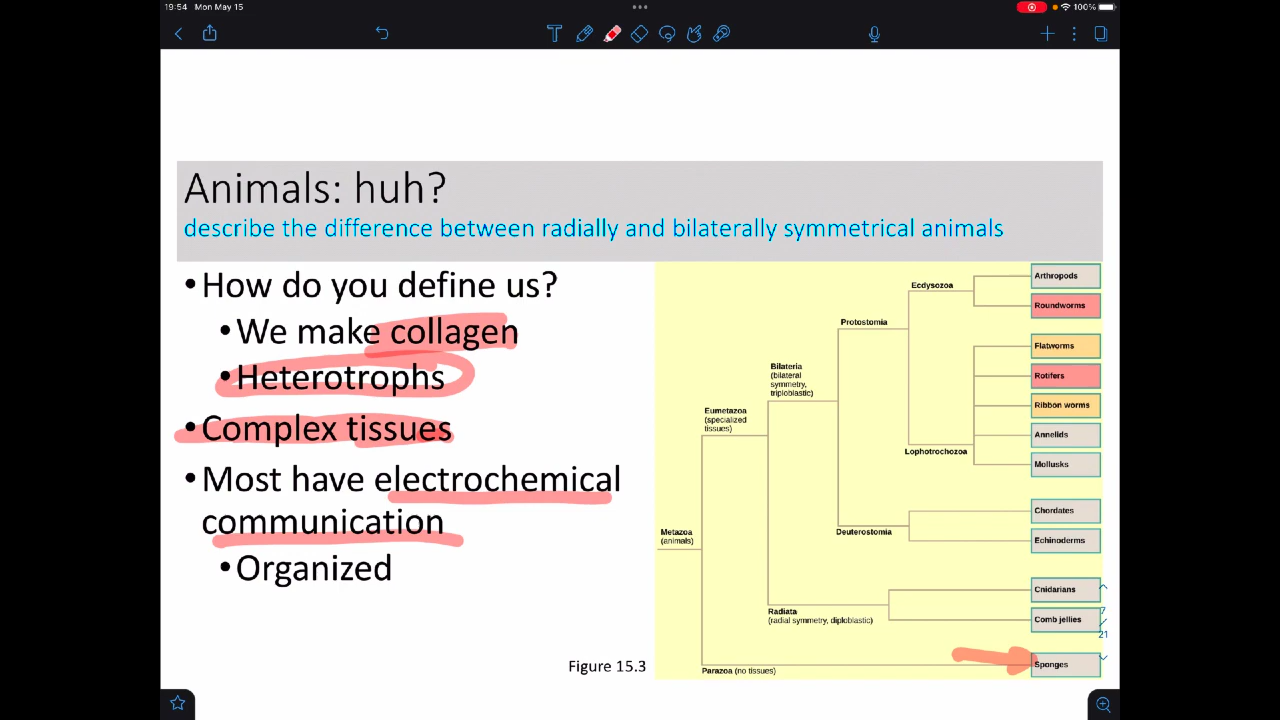 19:54 Mon May 15
100%
T
Animals: huh?
describe the difference between radially and bilaterally symmetrical animals
•How do you define us?
•We make collagen
•Heterotrophs
•Complex tissues
•Most have electrochemical
communication
•Organized
Figure 15.3
Metazoa
(animals)
Eumetazoa
(specialized
tissues)
Bilateria
(bilateral
symmetry,
triploblastic)
Protostomia
Ecdysozoa
Arthropods
Roundworms
Flatworms
Rotifers
Ribbon worms
Annelids
Lophotrochozoa
Mollusks
Deuterostomia
Chordates
Echinoderms
Radiata
(radial symmetry, diploblastic)
Cnidarians
Comb jellies
Parazoa (no tissues)
Sponges
7
21